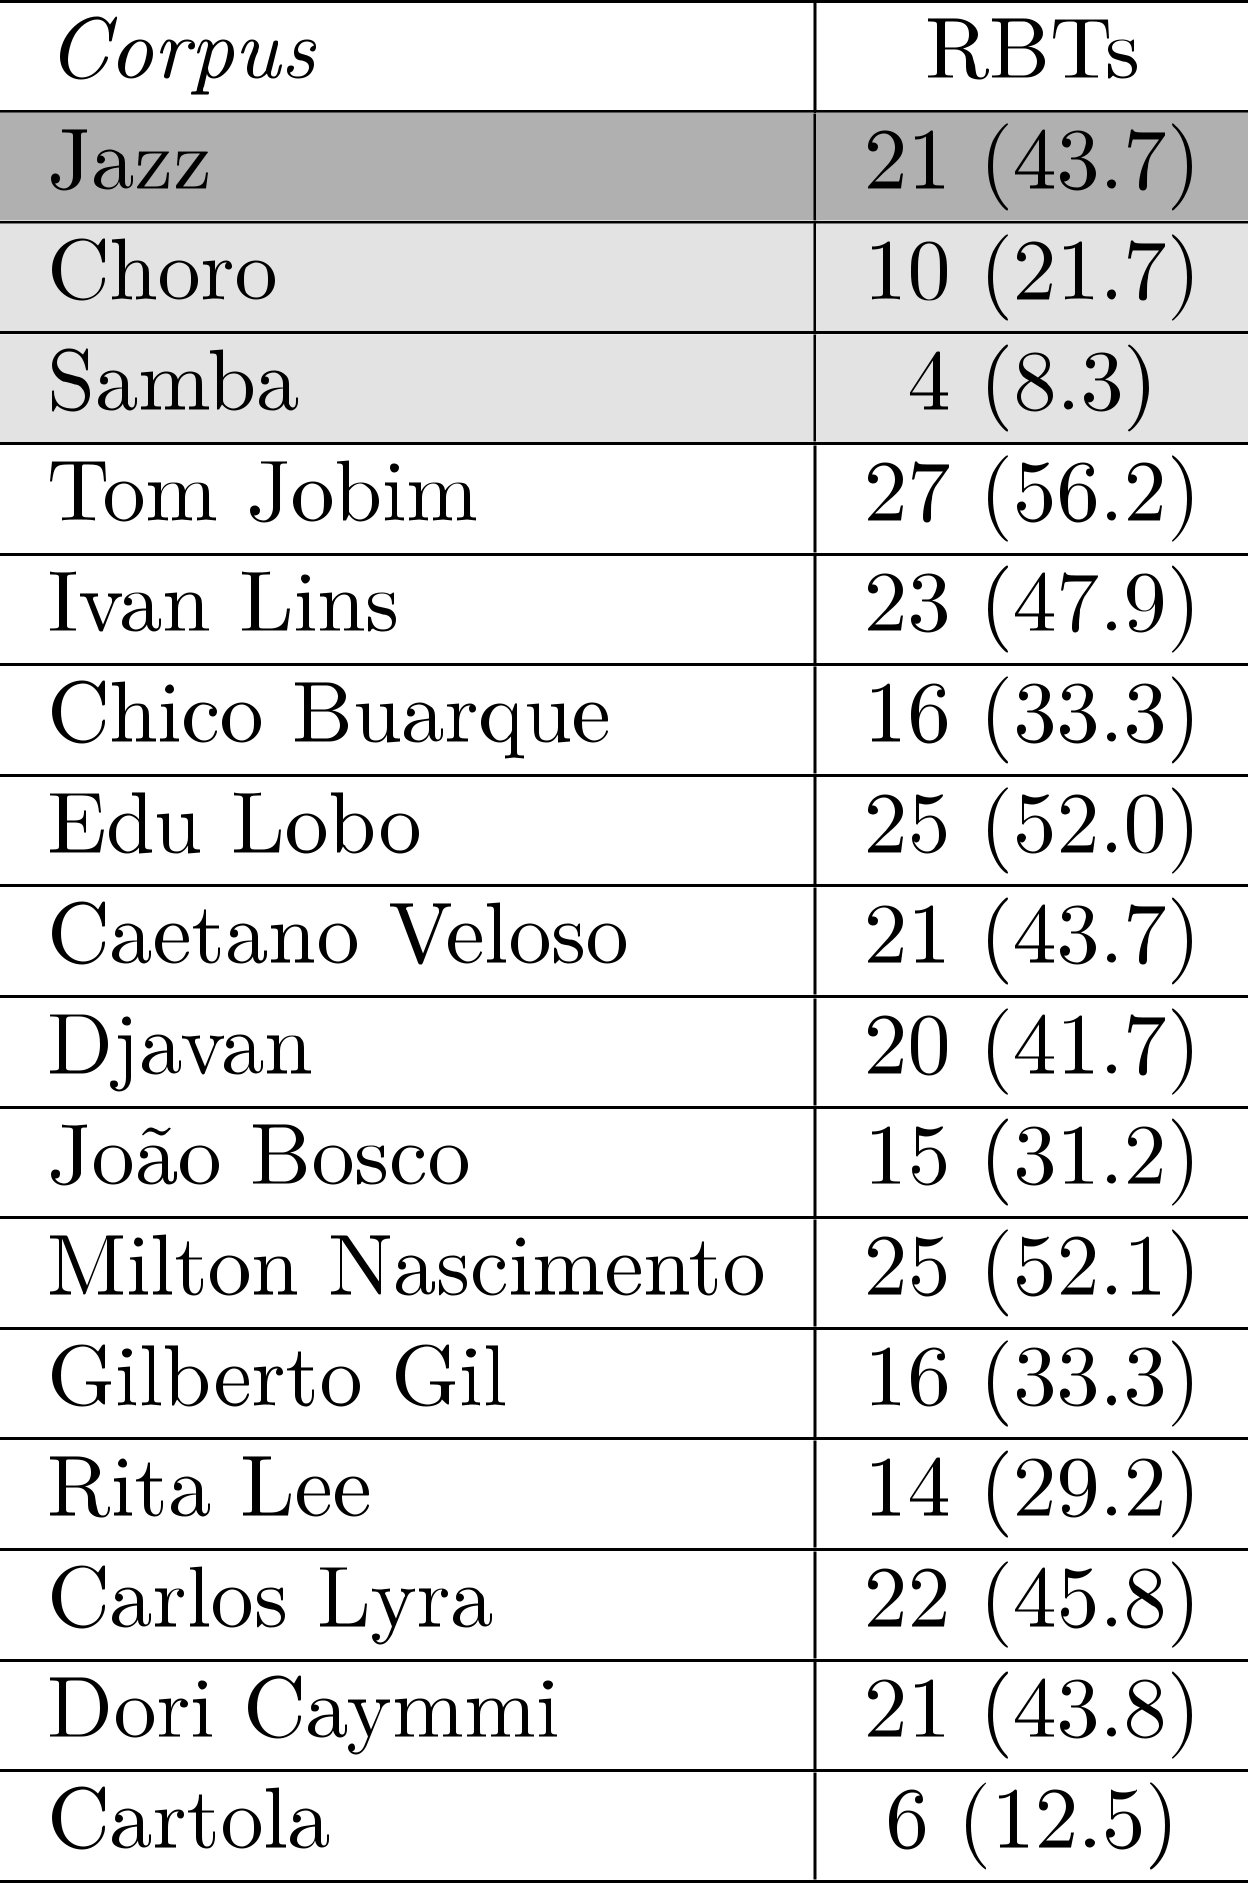 Corpus RBTs
Jazz 21 (43.7)
Choro 10 (21.7)
Samba 4 (8.3)
Tom Jobim 27 (56.2)
Ivan Lins 23 (47.9)
Chico Buarque 16 (33.3)
Edu Lobo 25 (52.0)
Caetano Veloso 21 (43.7)
Djavan 20 (41.7)
João Bosco 15 (31.2)
Milton Nascimento 25 (52.1)
Gilberto Gil 16 (33.3)
Rita Lee 14 (29.2)
Carlos Lyra 22 (45.8)
Dori Caymmi 21 (43.8)
Cartola 6 (12.5)